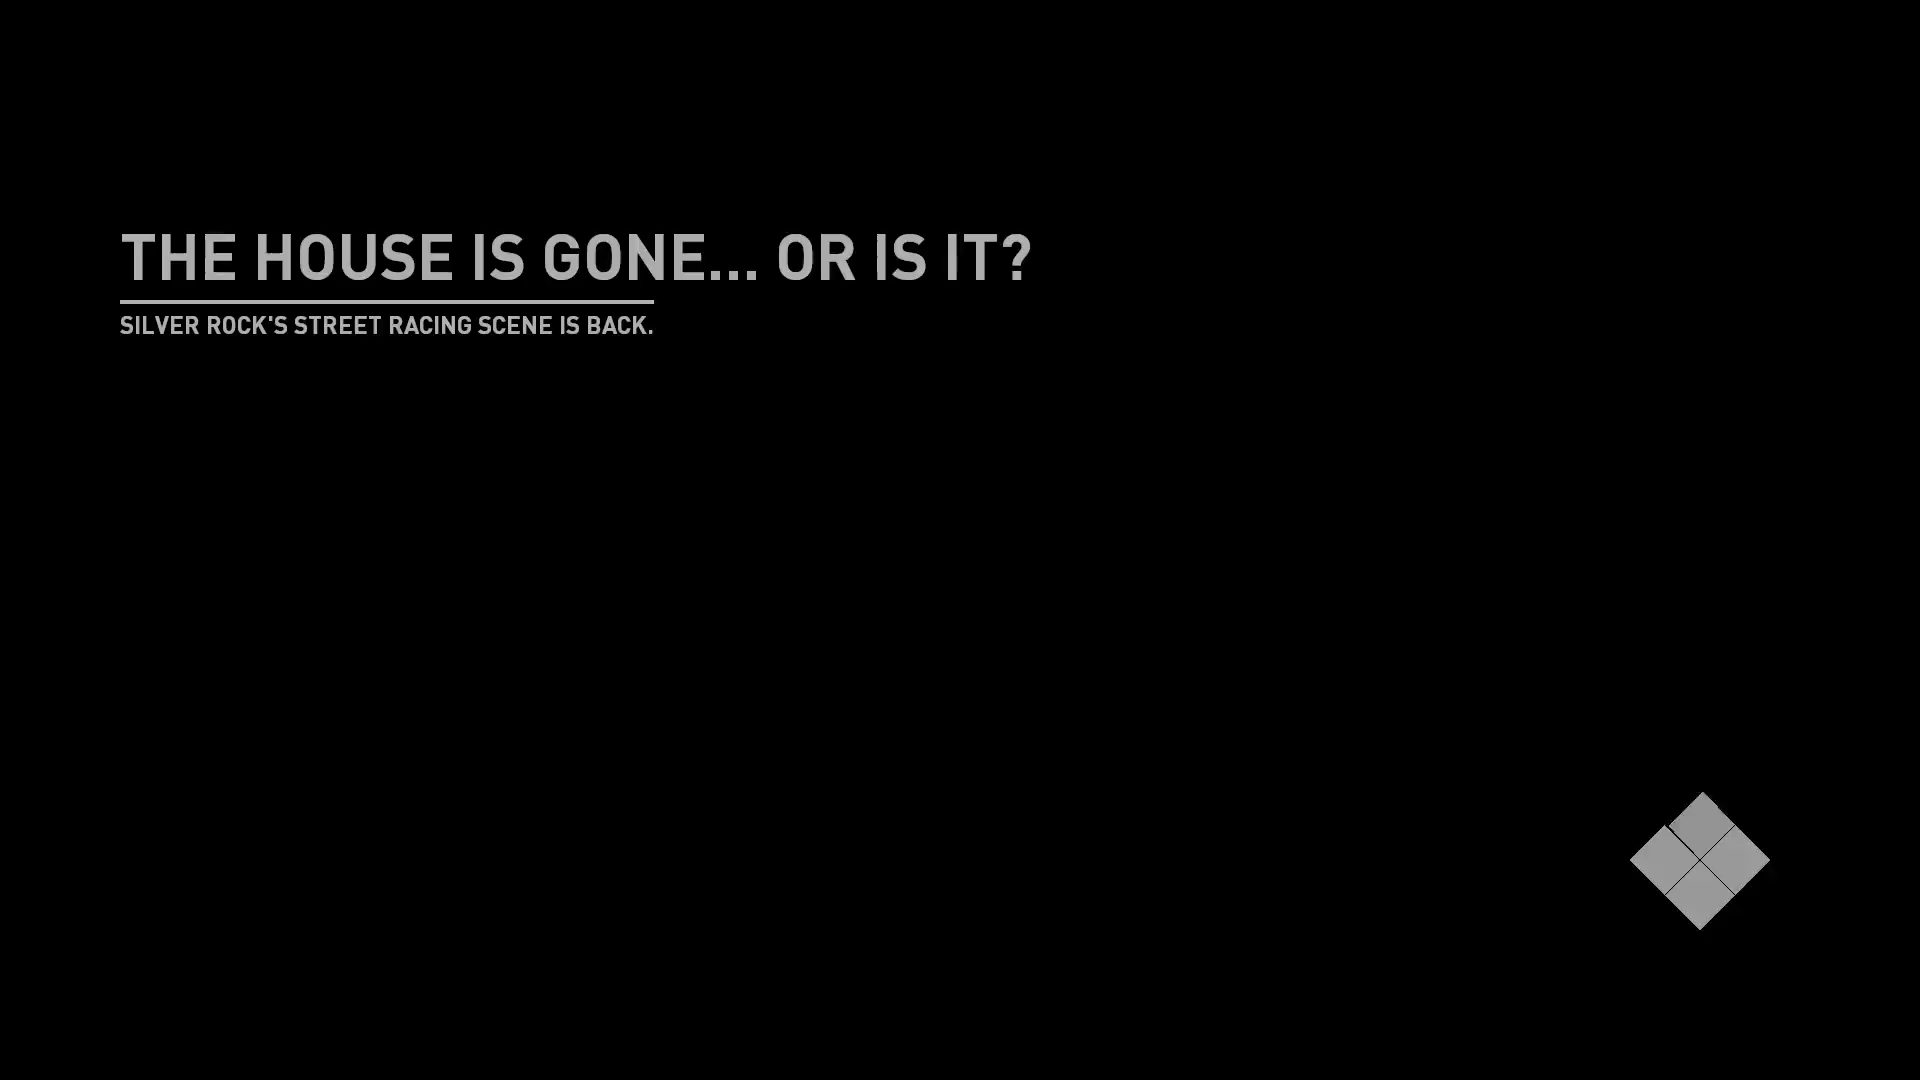 THE HOUSE IS GONE... OR IS IT?
SILVER ROCK'S STREET RACING SCENE IS BACK.